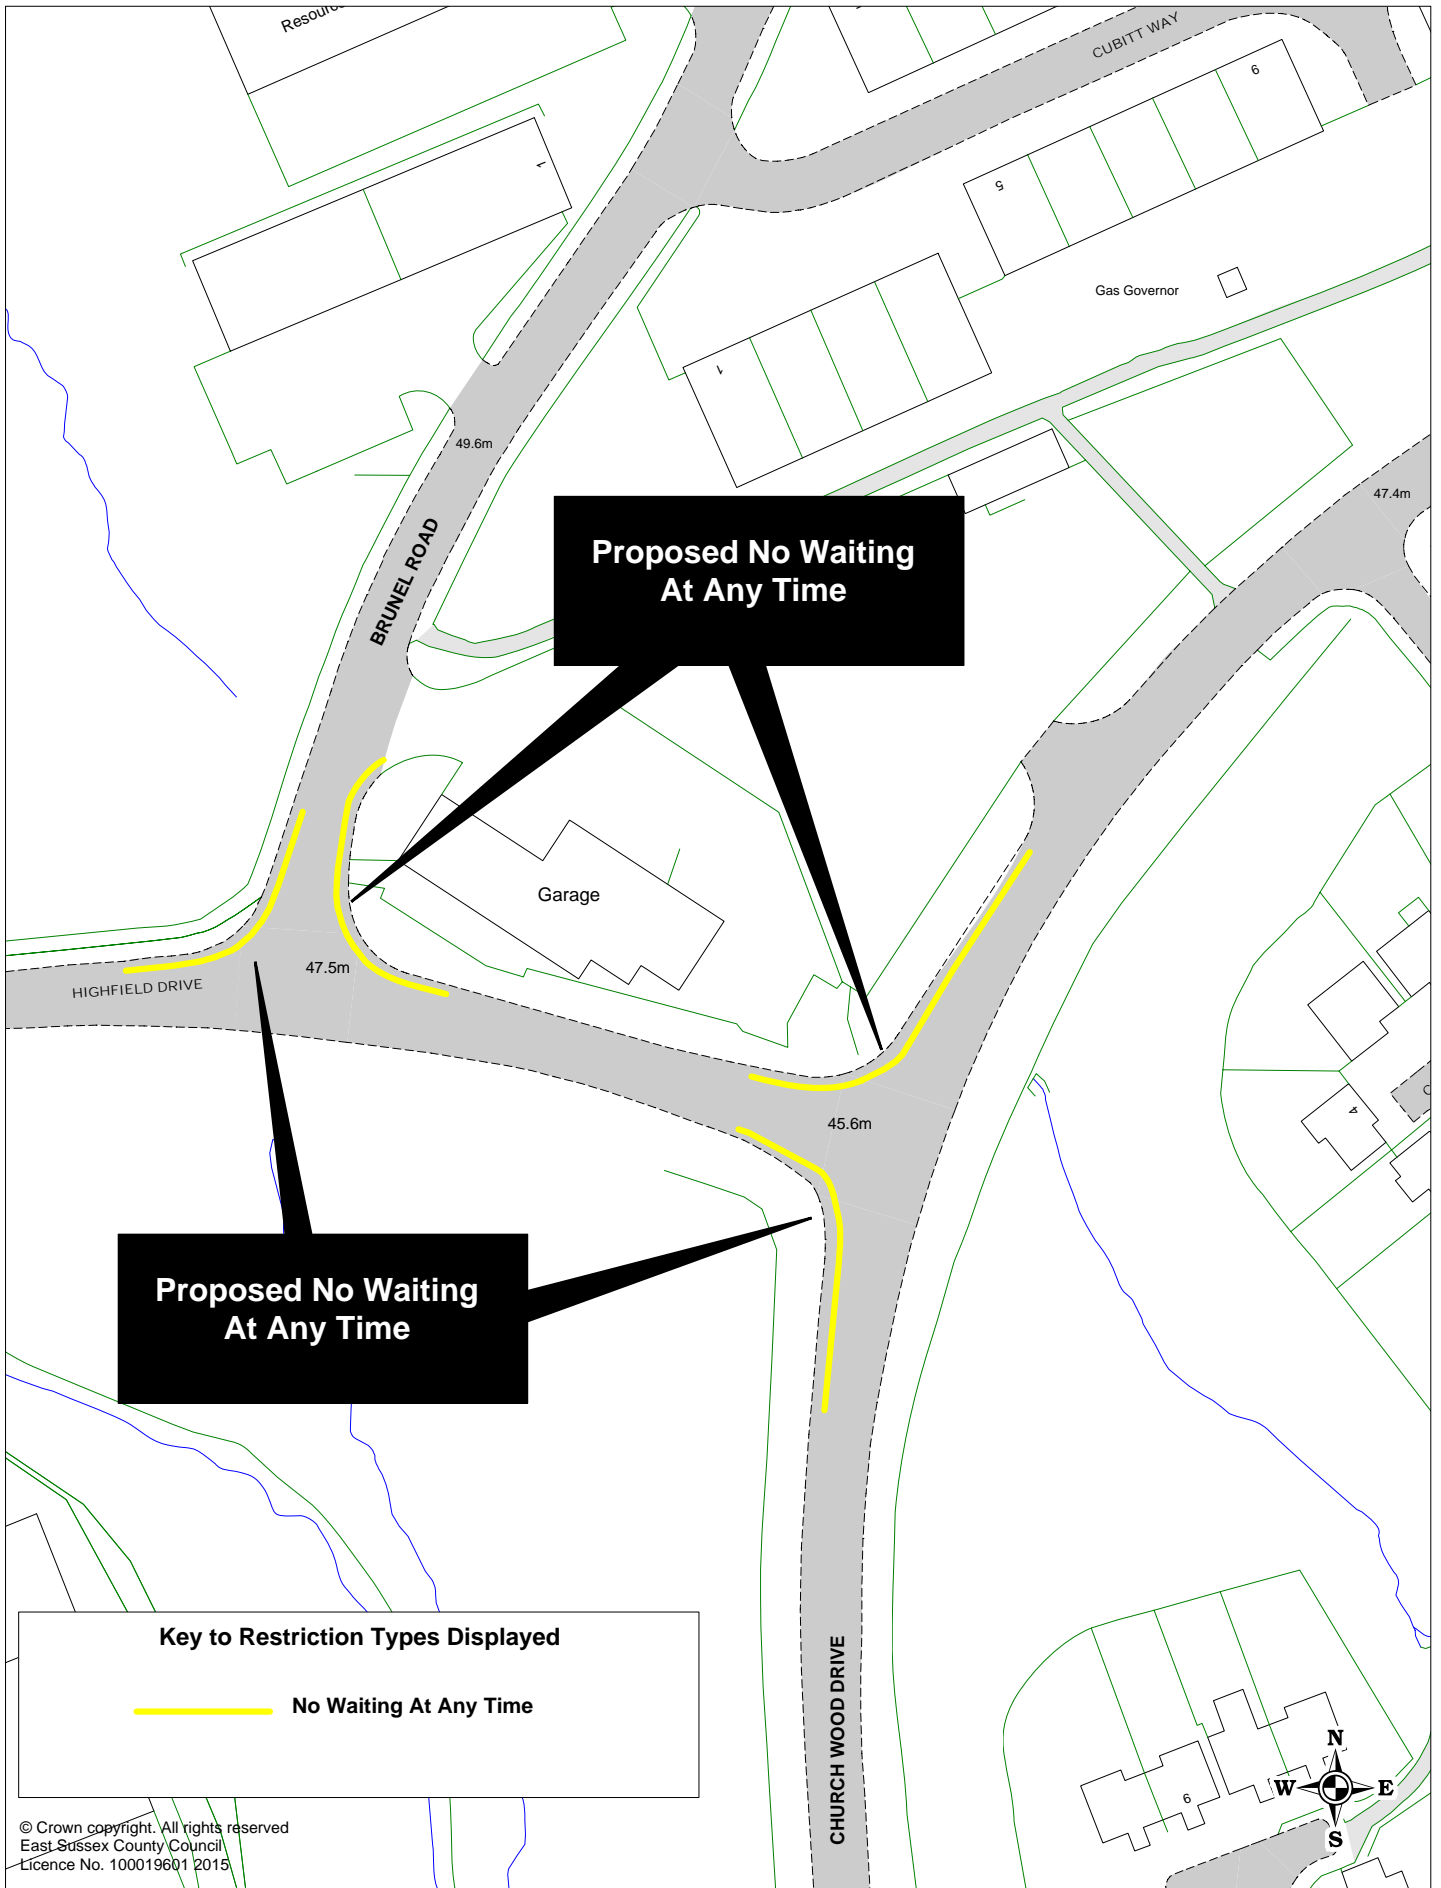 Resourc
CUBITT WAY
9
1
5
Gas Governor
1
49.6m
47.4m
BRUNEL ROAD
Proposed No Waiting
At Any Time
Garage
47.5m
HIGHFIELD DRIVE
45.6m
4
Proposed No Waiting
At Any Time
Key to Restriction Types Displayed
No Waiting At Any Time
CHURCH WOOD DRIVE
N
W
E
S
9
© Crown copyright. All rights reserved
East Sussex County Council
Licence No. 100019601 2015